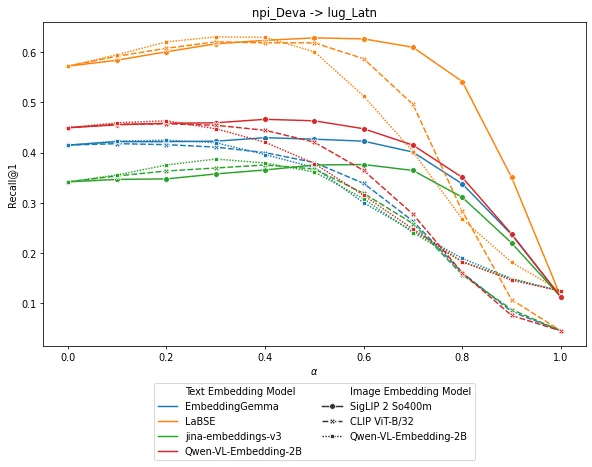 npi_Deva -> lug_Latn
0.6
0.5
0.4
0.3
0.2
0.1
Recall@1
0.0 0.2 0.4 0.6 0.8 1.0
α
Text Embedding Model Image Embedding Model
EmbeddingGemma SigLIP 2 So400m
LaBSE CLIP ViT-B/32
jina-embeddings-v3 Qwen-VL-Embedding-2B
Qwen-VL-Embedding-2B